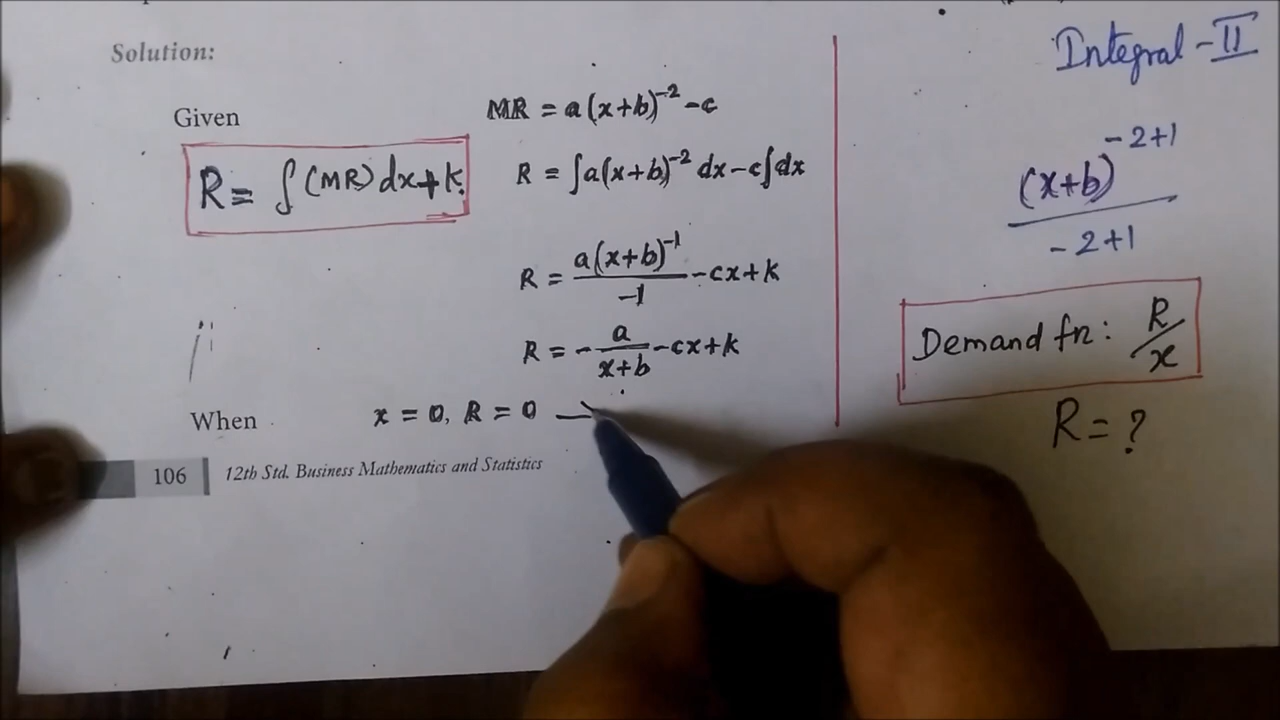 Solution:
Given
R = ∫(MR) dx + k
MR = a(x+b)⁻² - c
R = ∫a(x+b)⁻² dx - c∫dx
R = a(x+b)⁻¹ / -1 - cx + k
R = - a / x+b - cx + k
When x = 0, R = 0 →
106 12th Std. Business Mathematics and Statistics
Integral - II
(x+b)⁻²⁺¹
-2+1
Demand fn: R/x
R = ?